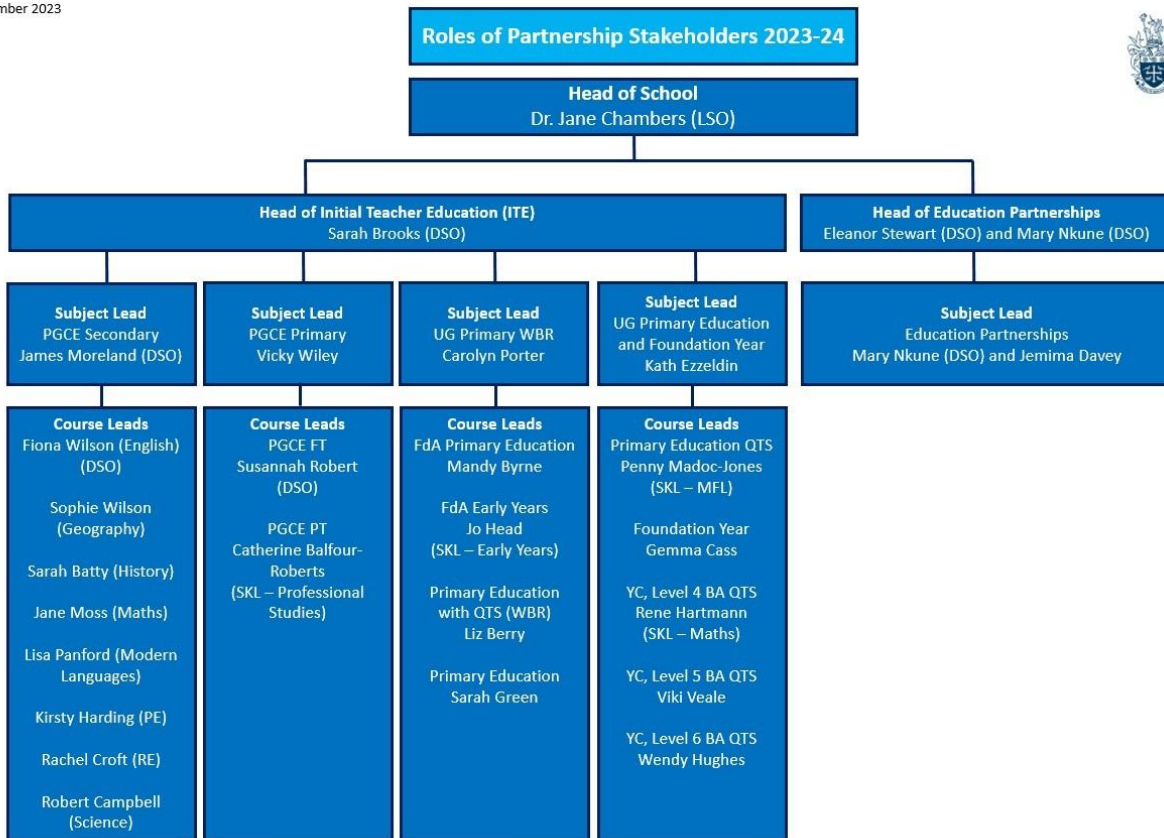 2023
Roles of Partnership Stakeholders 2023-24
Head of School
Dr. Jane Chambers (LSO)
Head of Initial Teacher Education (ITE)
Sarah Brooks (DSO)
Head of Education Partnerships
Eleanor Stewart (DSO) and Mary Nkune (DSO)
Subject Lead
PGCE Secondary
James Moreland (DSO)
Subject Lead
PGCE Primary
Vicky Wiley
Subject Lead
UG Primary WBR
Carolyn Porter
Subject Lead
UG Primary Education
and Foundation Year
Kath Ezzeldin
Subject Lead
Education Partnerships
Mary Nkune (DSO) and Jemima Davey
Course Leads
Fiona Wilson (English)
(DSO)
Sophie Wilson
(Geography)
Sarah Batty (History)
Jane Moss (Maths)
Lisa Panford (Modern
Languages)
Kirsty Harding (PE)
Rachel Croft (RE)
Robert Campbell
(Science)
Course Leads
PGCE FT
Susannah Robert
(DSO)
PGCE PT
Catherine Balfour-
Roberts
(SKL – Professional
Studies)
Course Leads
FdA Primary Education
Mandy Byrne
FdA Early Years
Jo Head
(SKL – Early Years)
Primary Education
with QTS (WBR)
Liz Berry
Primary Education
Sarah Green
Course Leads
Primary Education QTS
Penny Madoc-Jones
(SKL – MFL)
Foundation Year
Gemma Cass
YC, Level 4 BA QTS
Rene Hartmann
(SKL – Maths)
YC, Level 5 BA QTS
Viki Veale
YC, Level 6 BA QTS
Wendy Hughes